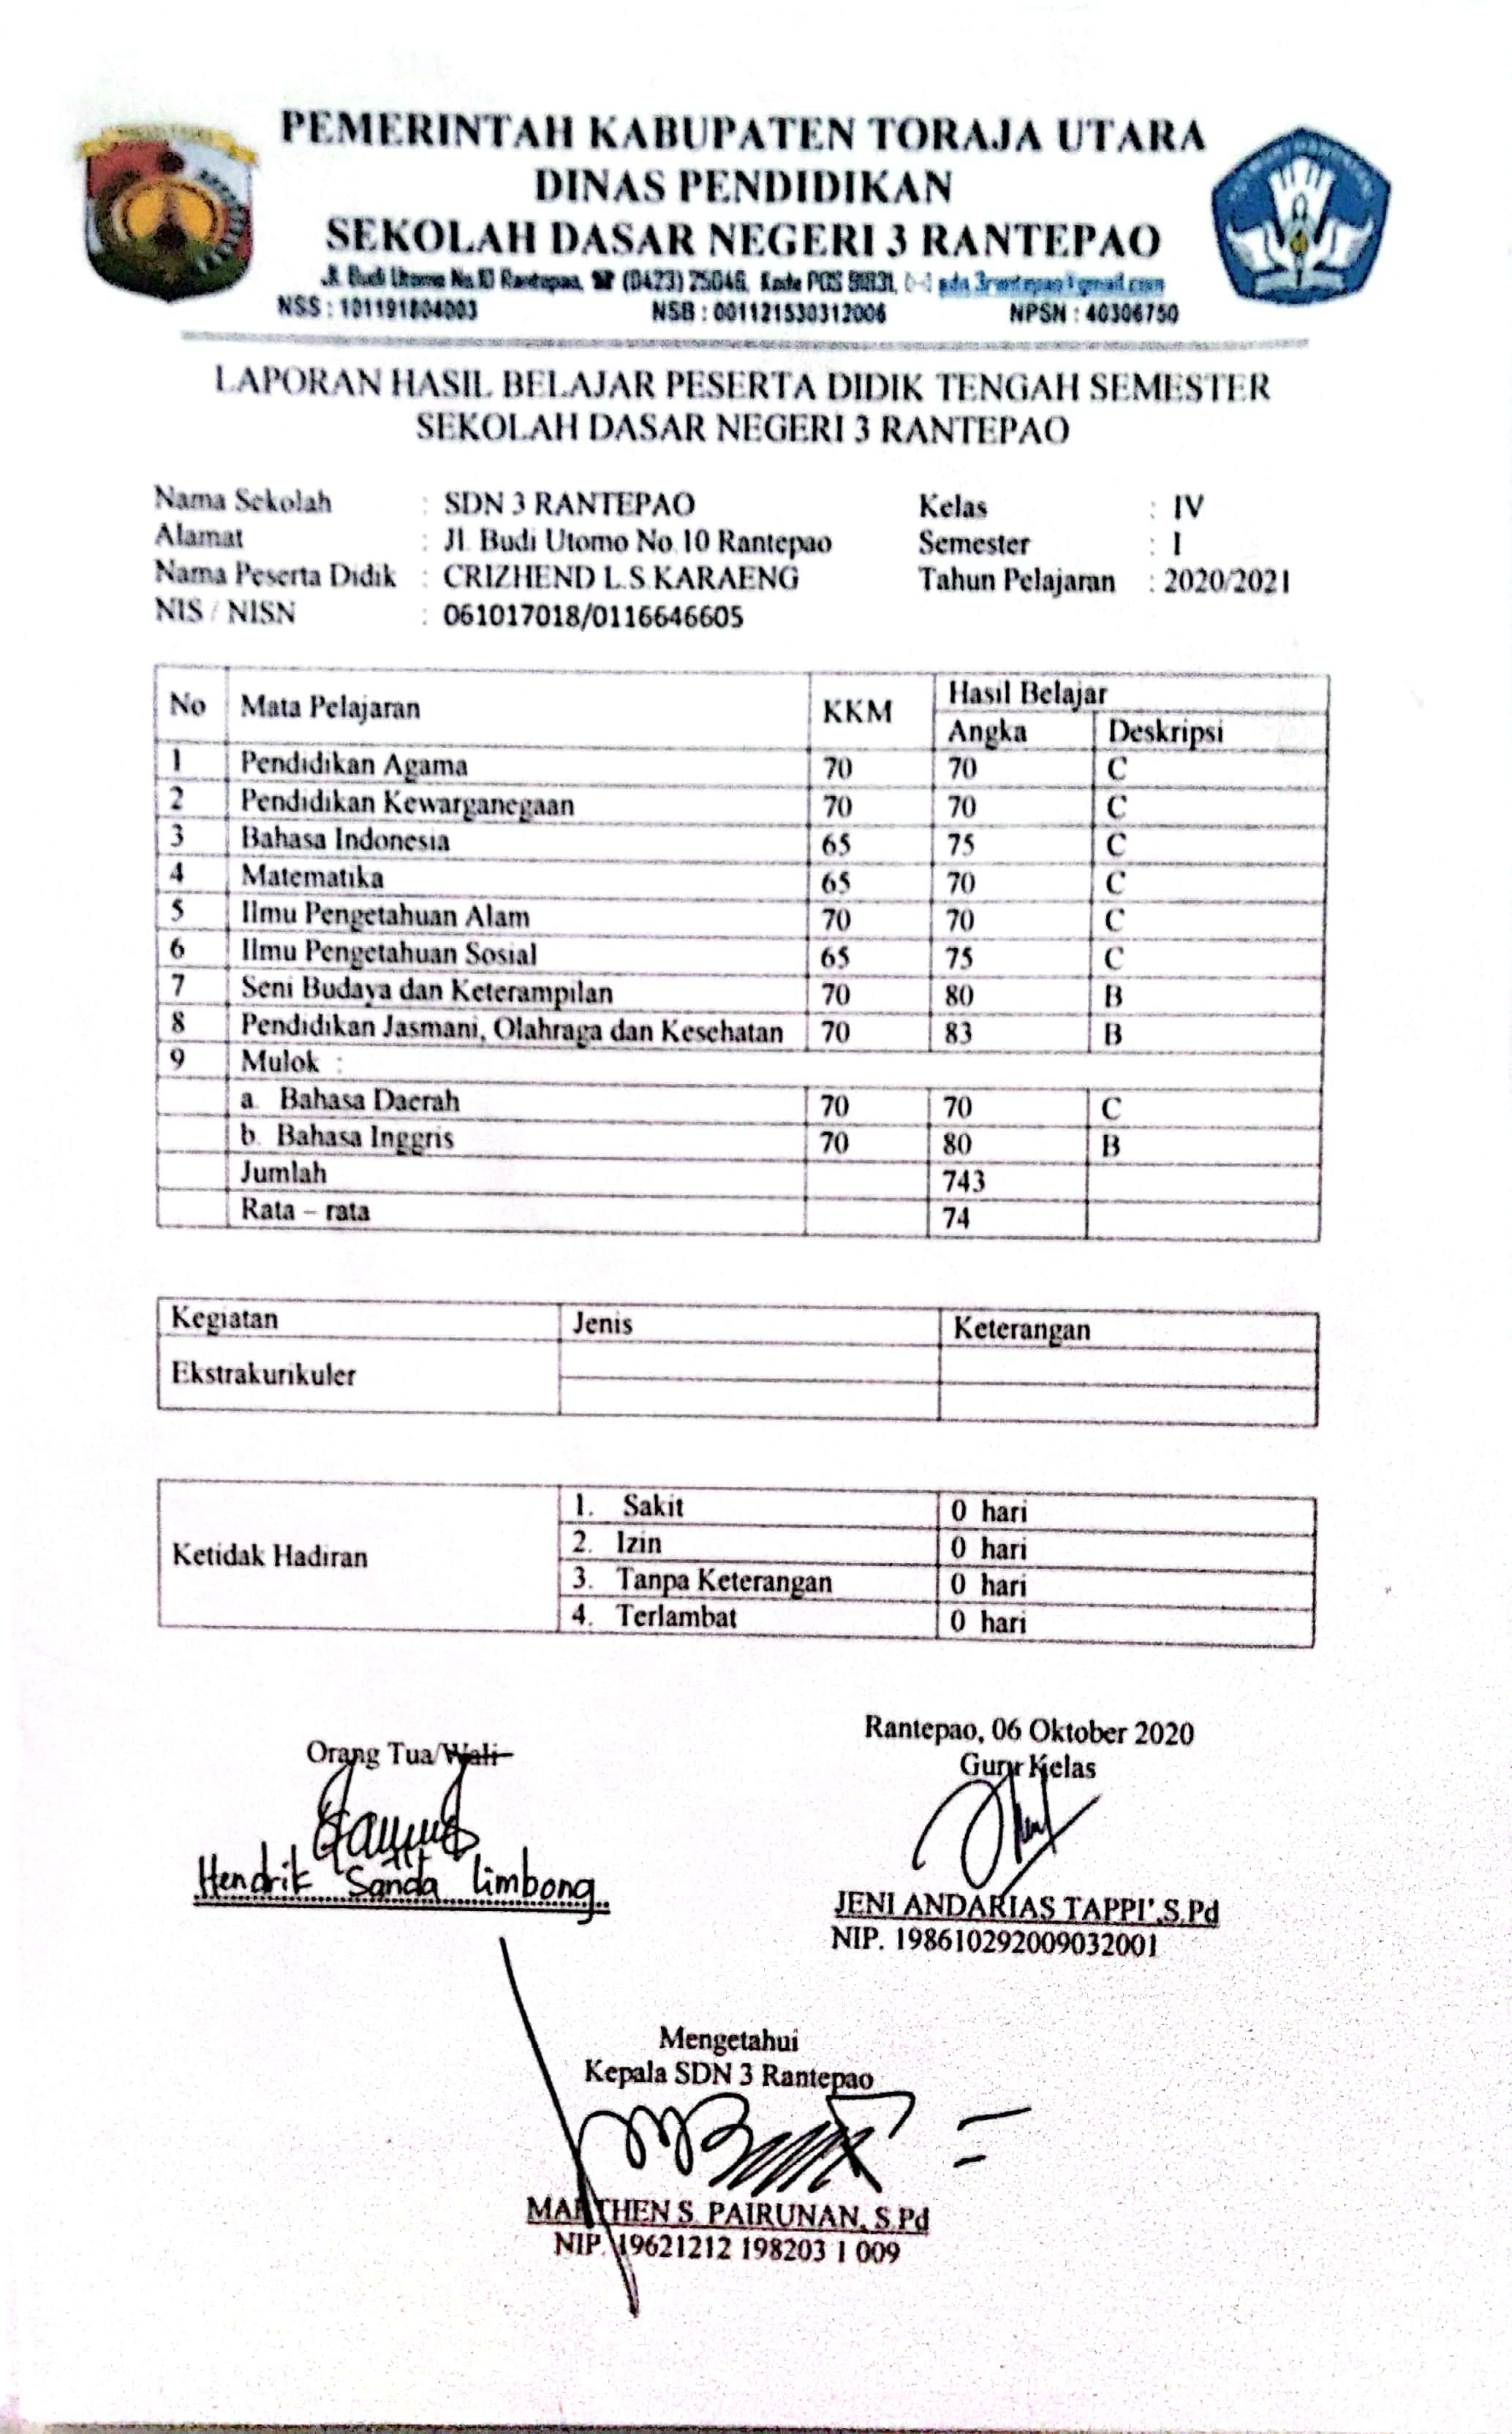 PEMERINTAH KABUPATEN TORAJA UTARA
DINAS PENDIDIKAN
SEKOLAH DASAR NEGERI 3 RANTEPAO
Jl. Budi Utomo No.10 Rantepao, ☎ (0423) 25046, Kode POS 91831,
NSS : 101191804003 NSB : 001121530312006 NPSN : 40306750
LAPORAN HASIL BELAJAR PESERTA DIDIK TENGAH SEMESTER
SEKOLAH DASAR NEGERI 3 RANTEPAO
Nama Sekolah : SDN 3 RANTEPAO Kelas : IV
Alamat : Jl. Budi Utomo No.10 Rantepao Semester : I
Nama Peserta Didik : CRIZHEND L.S.KARAENG Tahun Pelajaran : 2020/2021
NIS / NISN : 061017018/0116646605
No Mata Pelajaran KKM Hasil Belajar
Angka Deskripsi
1 Pendidikan Agama 70 70 C
2 Pendidikan Kewarganegaan 70 70 C
3 Bahasa Indonesia 65 75 C
4 Matematika 65 70 C
5 Ilmu Pengetahuan Alam 70 70 C
6 Ilmu Pengetahuan Sosial 65 75 C
7 Seni Budaya dan Keterampilan 70 80 B
8 Pendidikan Jasmani, Olahraga dan Kesehatan 70 83 B
9 Mulok :
a. Bahasa Daerah 70 70 C
b. Bahasa Inggris 70 80 B
Jumlah 743
Rata – rata 74
Kegiatan Jenis Keterangan
Ekstrakurikuler
Ketidak Hadiran
1. Sakit 0 hari
2. Izin 0 hari
3. Tanpa Keterangan 0 hari
4. Terlambat 0 hari
Rantepao, 06 Oktober 2020
Orang Tua/Wali Guru Kelas
Hendrik Sanda Limbong
JENI ANDARIAS TAPPI',S.Pd
NIP. 198610292009032001
Mengetahui
Kepala SDN 3 Rantepao
MARTHEN S. PAIRUNAN, S.Pd
NIP. 19621212 198203 1 009